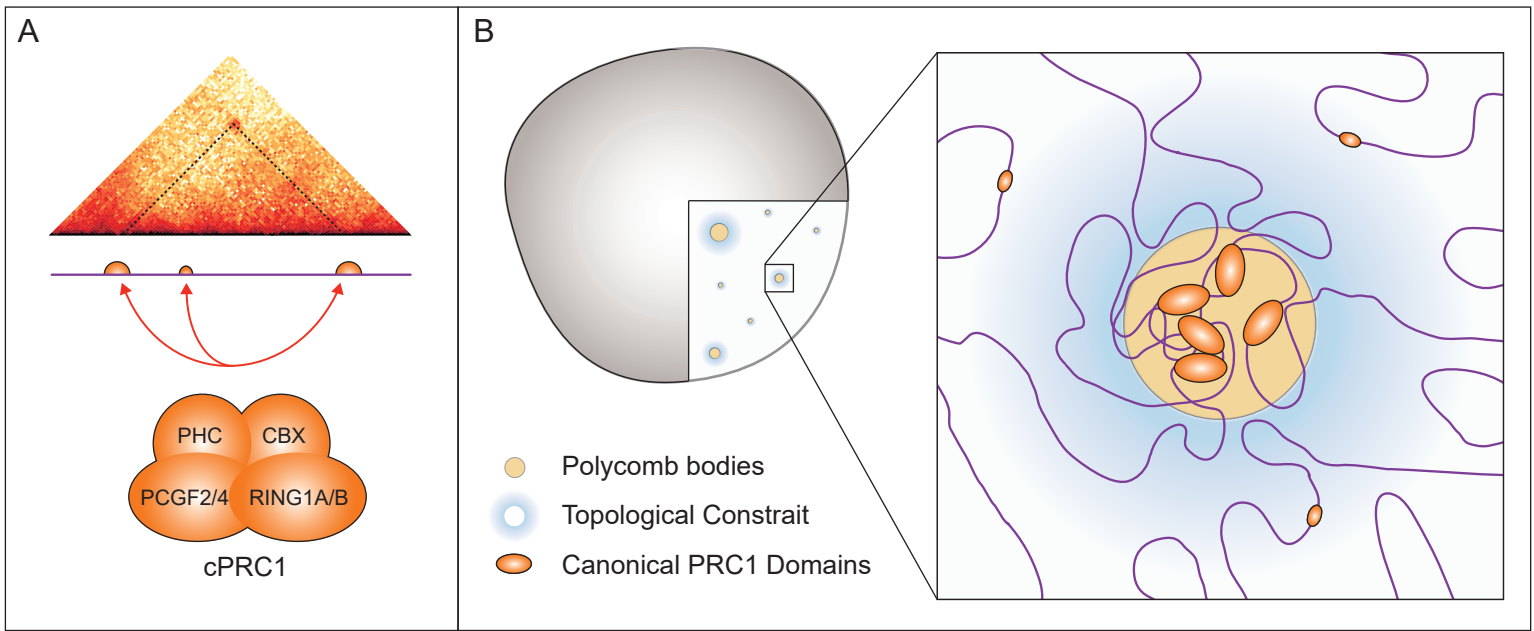 A
PHC
CBX
PCGF2/4
RING1A/B
cPRC1
B
Polycomb bodies
Topological Constrait
Canonical PRC1 Domains